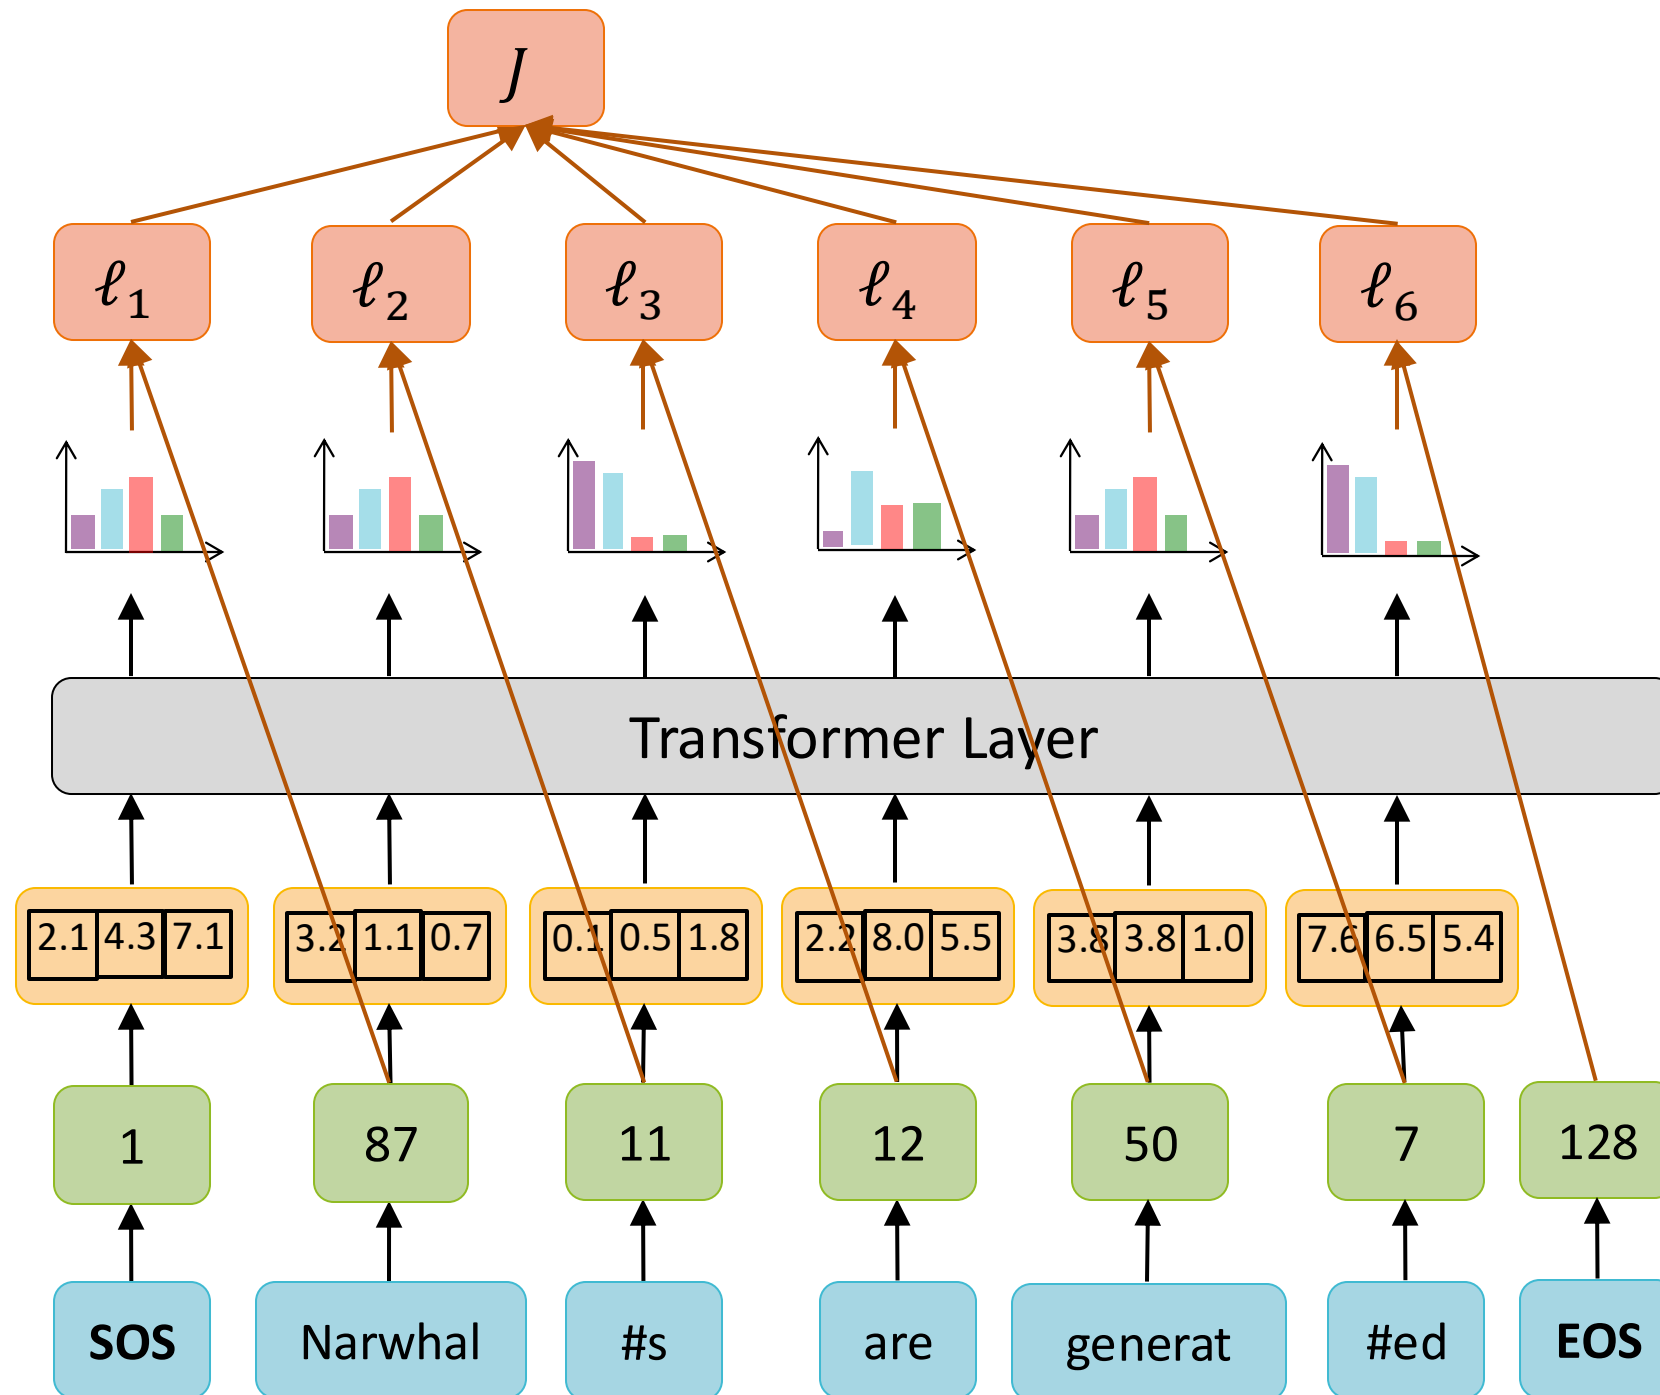 J
ℓ1 ℓ2 ℓ3 ℓ4 ℓ5 ℓ6
Transformer Layer
2.1 4.3 7.1 3.2 1.1 0.7 0.1 0.5 1.8 2.2 8.0 5.5 3.8 3.8 1.0 7.6 6.5 5.4
1 87 11 12 50 7 128
SOS Narwhal #s are generat #ed EOS